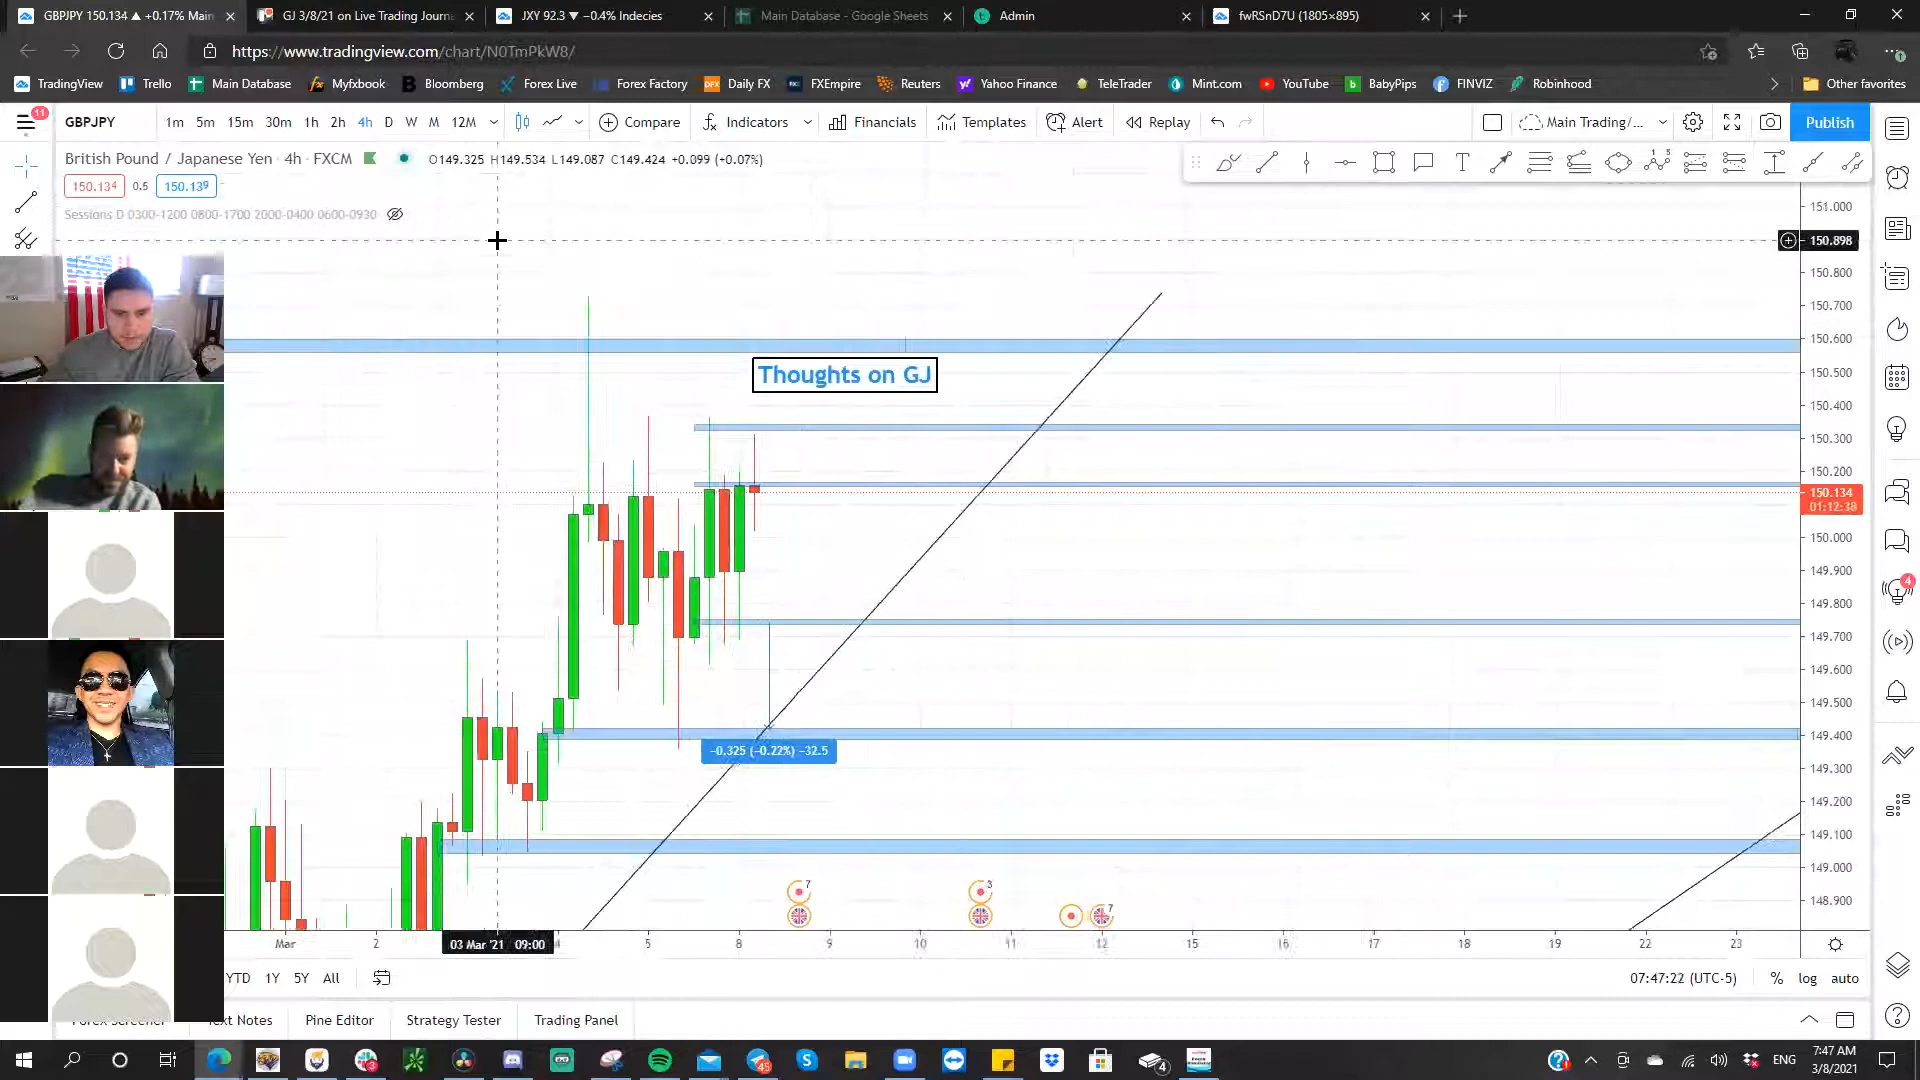 GBPJPY 150.134 ▲ +0.17% Main
GJ 3/8/21 on Live Trading Journ
JXY 92.3 ▼ −0.4% Indecies
Main Database - Google Sheets
Admin
fwRSnD7U (1805×895)
https://www.tradingview.com/chart/N0TmPkW8/
TradingView
Trello
Main Database
Myfxbook
Bloomberg
Forex Live
Forex Factory
Daily FX
FXEmpire
Reuters
Yahoo Finance
TeleTrader
Mint.com
YouTube
BabyPips
FINVIZ
Robinhood
Other favorites
11
GBPJPY
1m 5m 15m 30m 1h 2h 4h D W M 12M
Compare
Indicators
Financials
Templates
Alert
Replay
Main Trading/...
Publish
British Pound / Japanese Yen · 4h · FXCM
O149.325 H149.534 L149.087 C149.424 +0.099 (+0.07%)
150.134 0.5 150.139
Sessions D 0300-1200 0800-1700 2000-0400 0600-0930
151.000
150.898
150.800
150.700
150.600
Thoughts on GJ
150.500
150.400
150.300
150.200
150.134
01:12:38
150.000
149.900
149.800
149.700
149.600
149.500
149.400
−0.325 (−0.22%) −32.5
149.300
149.200
149.100
149.000
148.900
4
7
3
7
Mar 2 03 Mar '21 09:00 4 5 8 9 10 11 12 15 16 17 18 19 22 23
YTD 1Y 5Y All
07:47:22 (UTC-5)
% log auto
Text Notes
Pine Editor
Strategy Tester
Trading Panel
3
45
4
ENG
7:47 AM
3/8/2021